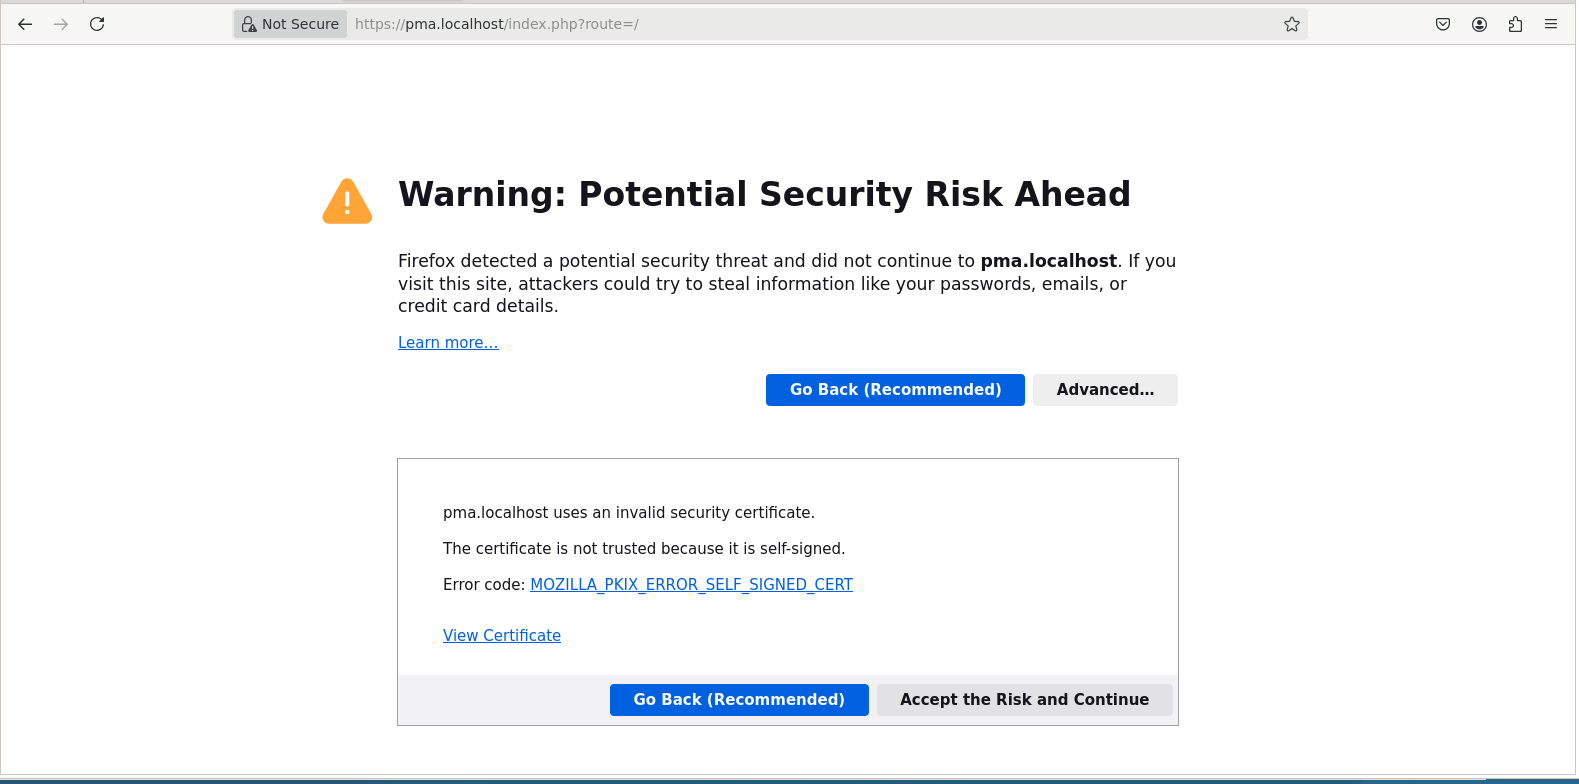 Not Secure https://pma.localhost/index.php?route=/
Warning: Potential Security Risk Ahead
Firefox detected a potential security threat and did not continue to pma.localhost. If you
visit this site, attackers could try to steal information like your passwords, emails, or
credit card details.
Learn more…
Go Back (Recommended) Advanced…
pma.localhost uses an invalid security certificate.
The certificate is not trusted because it is self-signed.
Error code: MOZILLA_PKIX_ERROR_SELF_SIGNED_CERT
View Certificate
Go Back (Recommended) Accept the Risk and Continue